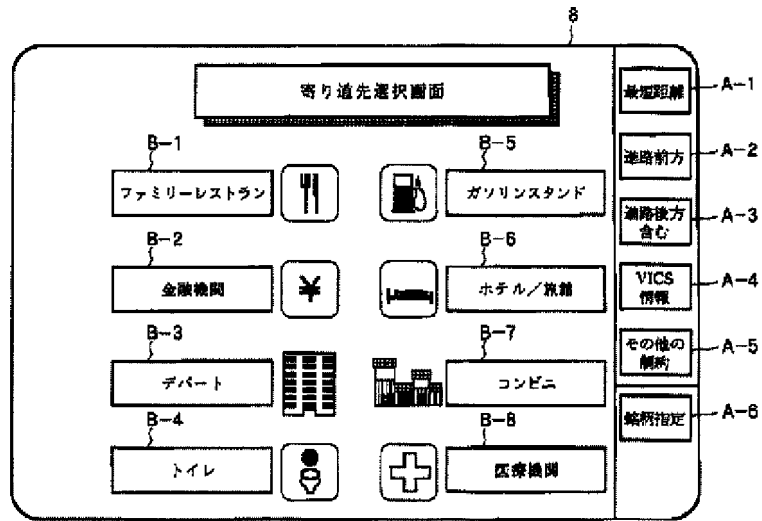 8
寄り道先選択画面
最短距離
A-1
B-1
B-5
進路前方
A-2
ファミリーレストラン
ガソリンスタンド
進路後方
含む
A-3
B-2
B-6
金融機関
¥
ホテル/旅館
VICS
情報
A-4
B-3
B-7
その他の
制約
A-5
デパート
コンビニ
銘柄指定
A-6
B-4
B-8
トイレ
医療機関